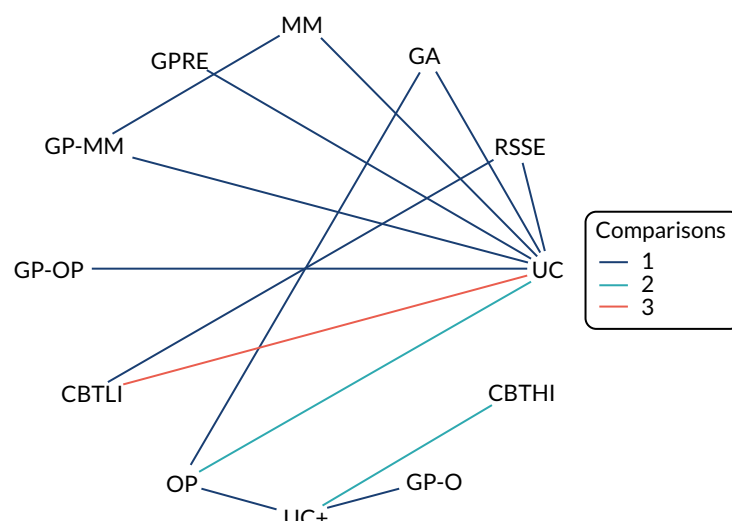 MM
GPRE
GA
GP-MM
RSSE
Comparisons
1
2
3
GP-OP
UC
CBTLI
CBTHI
OP
GP-O
UC+